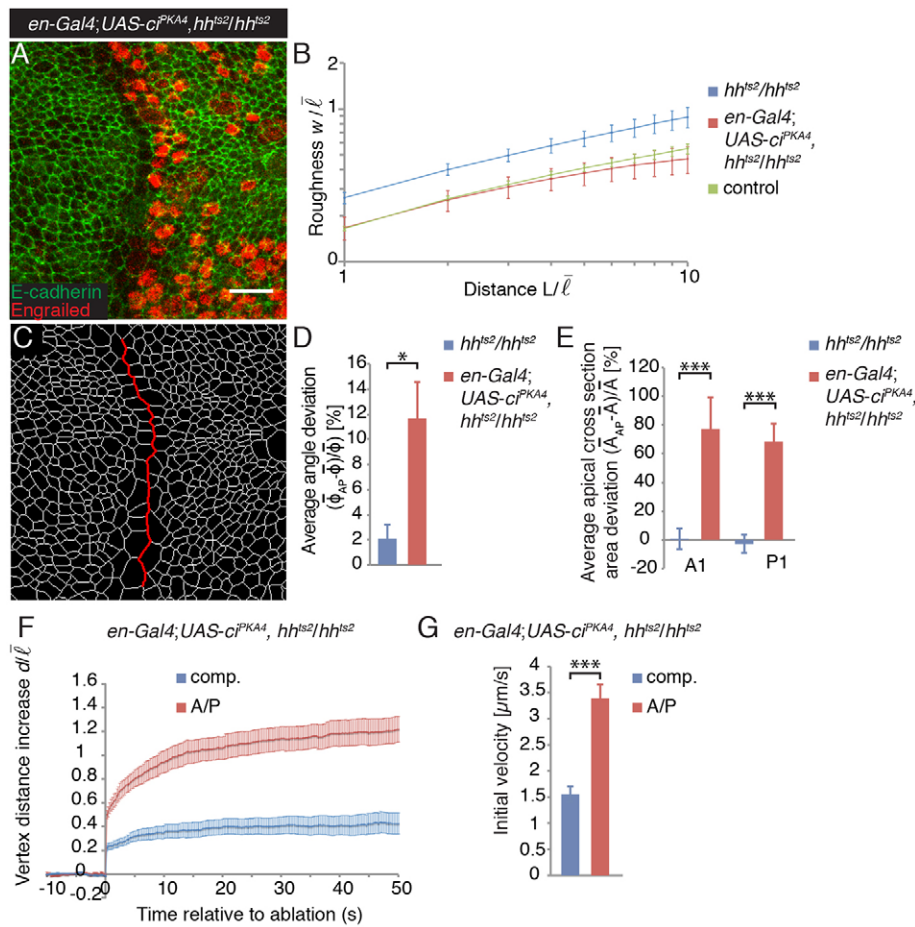 en-Gal4;UAS-ciPKA4,hhts2/hhts2
A
E-cadherin
Engrailed
B
Roughness w/ℓ̅
2
1
0
1
10
Distance L/ℓ̅
hhts2/hhts2
en-Gal4;
UAS-ciPKA4,
hhts2/hhts2
control
C
D
Average angle deviation
(ϕ̅AP-ϕ̅)/ϕ̅) [%]
16
14
12
10
8
6
4
2
0
*
hhts2/hhts2
en-Gal4;
UAS-ciPKA4,
hhts2/hhts2
E
Average apical cross section
area deviation (A̅AP-A̅)/A̅ [%]
120
100
80
60
40
20
0
-20
***
***
A1
P1
hhts2/hhts2
en-Gal4;
UAS-ciPKA4,
hhts2/hhts2
F
en-Gal4;UAS-ciPKA4, hhts2/hhts2
Vertex distance increase d/ℓ̅
1.6
1.4
1.2
1.0
0.8
0.6
0.4
0.2
0
-0.2
comp.
A/P
-10
0
10
20
30
40
50
Time relative to ablation (s)
G
en-Gal4;UAS-ciPKA4, hhts2/hhts2
Initial velocity [µm/s]
4
3.5
3
2.5
2
1.5
1
0.5
0
***
comp.
A/P